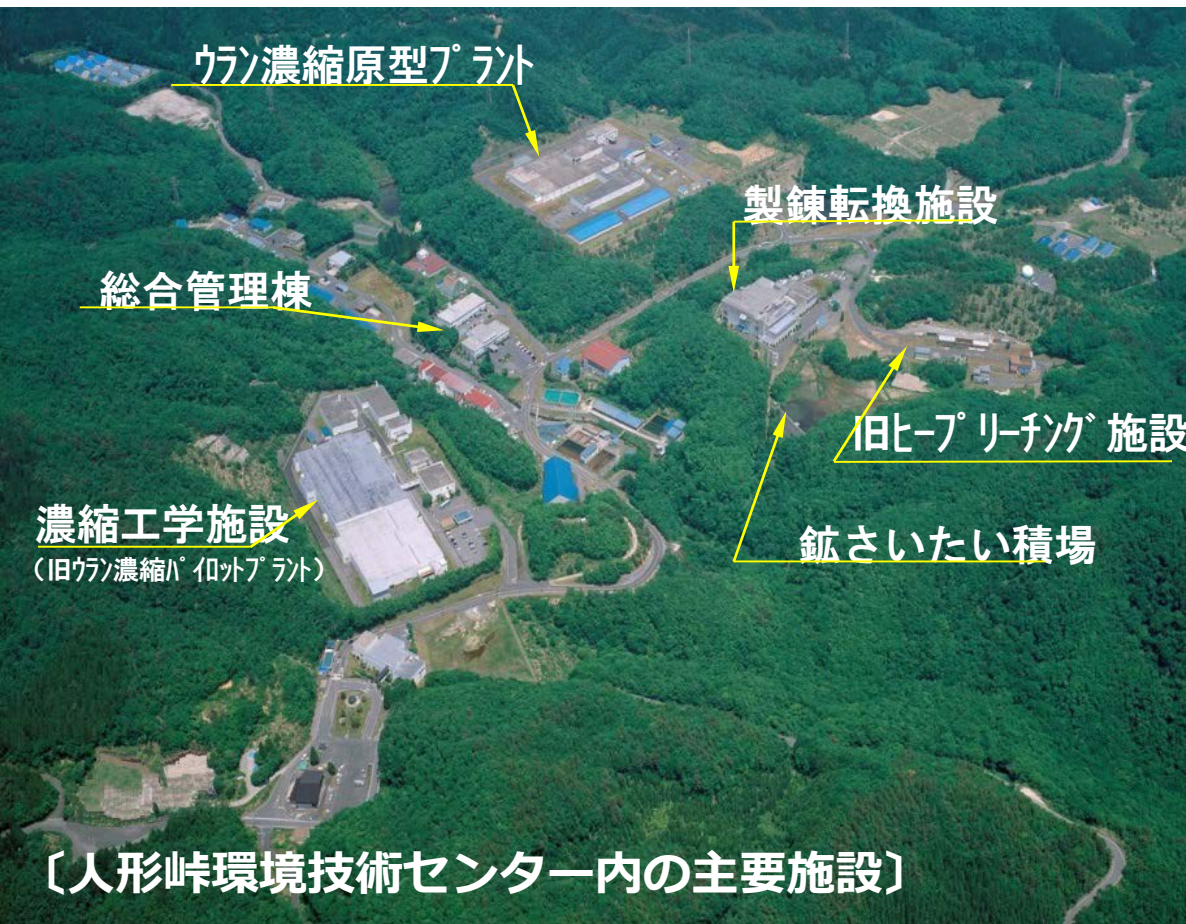 ウラン濃縮原型プラント
製錬転換施設
総合管理棟
旧ヒープリーチング施設
濃縮工学施設
(旧ウラン濃縮パイロットプラント)
鉱さいたい積場
〔人形峠環境技術センター内の主要施設〕